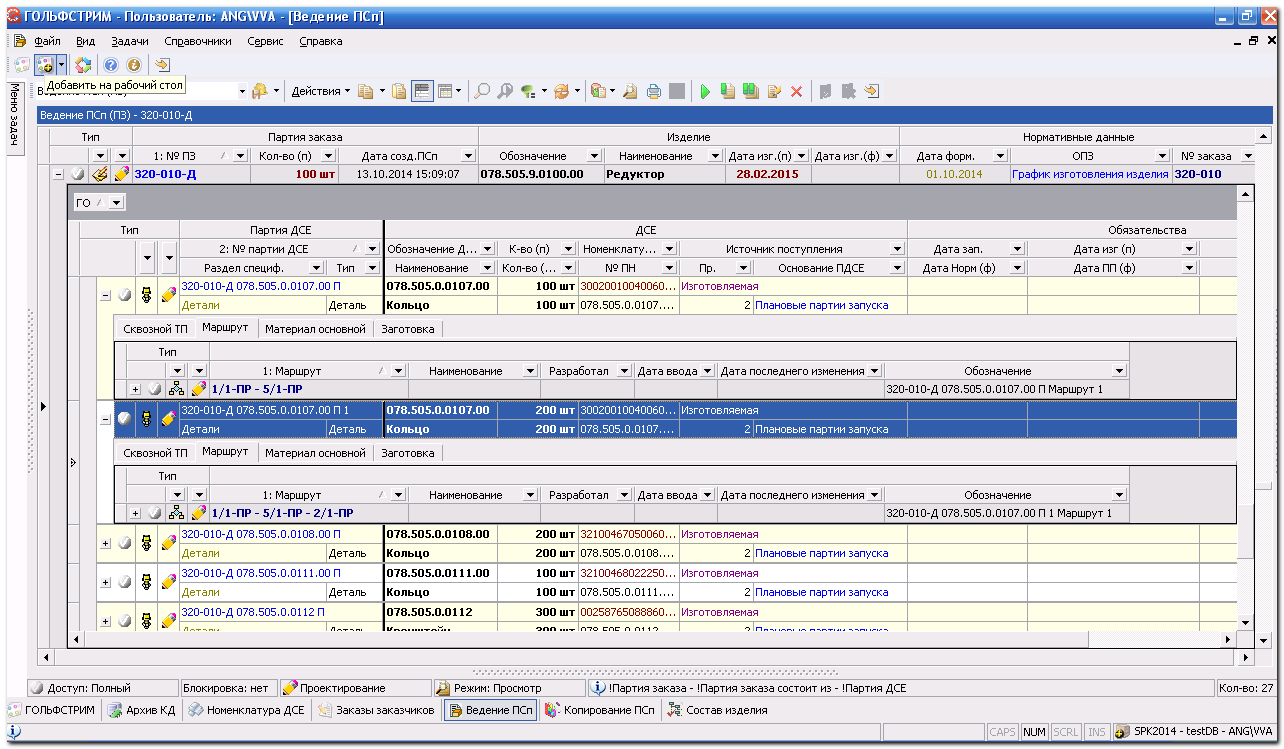 ГОЛЬФСТРИМ - Пользователь: ANG\VVA - [Ведение ПСп]
Файл Вид Задачи Справочники Сервис Справка
Добавить на рабочий стол
Действия
Меню задач
Ведение ПСп (ПЗ) - 320-010-Д
Тип Партия заказа Изделие Нормативные данные
1: № ПЗ Кол-во (п) Дата созд.ПСп Обозначение Наименование Дата изг.(п) Дата изг.(ф) Дата форм. ОПЗ № заказа
320-010-Д 100 шт 13.10.2014 15:09:07 078.505.9.0100.00 Редуктор 28.02.2015 01.10.2014 График изготовления изделия 320-010
ГО
Тип Партия ДСЕ ДСЕ Обязательства
2: № партии ДСЕ Обозначение Д... К-во (п) Номенклату... Источник поступления Дата зап. Дата изг (п)
Раздел специф. Тип Наименование Кол-во (... № ПН Пр. Основание ПДСЕ Дата Норм (ф) Дата ПП (ф)
320-010-Д 078.505.0.0107.00 П 078.505.0.0107.00 100 шт 30020010040060... Изготовляемая
Детали Деталь Кольцо 100 шт 078.505.0.0107.... 2 Плановые партии запуска
Сквозной ТП Маршрут Материал основной Заготовка
Тип
1: Маршрут Наименование Разработал Дата ввода Дата последнего изменения Обозначение
1/1-ПР - 5/1-ПР 320-010-Д 078.505.0.0107.00 П Маршрут 1
320-010-Д 078.505.0.0107.00 П 1 078.505.0.0107.00 200 шт 30020010040060... Изготовляемая
Детали Деталь Кольцо 200 шт 078.505.0.0107.... 2 Плановые партии запуска
Сквозной ТП Маршрут Материал основной Заготовка
Тип
1: Маршрут Наименование Разработал Дата ввода Дата последнего изменения Обозначение
1/1-ПР - 5/1-ПР - 2/1-ПР 320-010-Д 078.505.0.0107.00 П 1 Маршрут 1
320-010-Д 078.505.0.0108.00 П 078.505.0.0108.00 200 шт 32100467050060... Изготовляемая
Детали Деталь Кольцо 200 шт 078.505.0.0108.... 2 Плановые партии запуска
320-010-Д 078.505.0.0111.00 П 078.505.0.0111.00 100 шт 32100468022250... Изготовляемая
Детали Деталь Кольцо 100 шт 078.505.0.0111.... 2 Плановые партии запуска
320-010-Д 078.505.0.0112 П 078.505.0.0112 300 шт 00258765088860... Изготовляемая
Детали Деталь Кронштейн 300 шт 078.505.0.0112 2 Плановые партии запуска
Доступ: Полный Блокировка: нет Проектирование Режим: Просмотр !Партия заказа - !Партия заказа состоит из - !Партия ДСЕ Кол-во: 27
ГОЛЬФСТРИМ Архив КД Номенклатура ДСЕ Заказы заказчиков Ведение ПСп Копирование ПСп Состав изделия
CAPS NUM SCRL INS SPK2014 - testDB - ANG\VVA